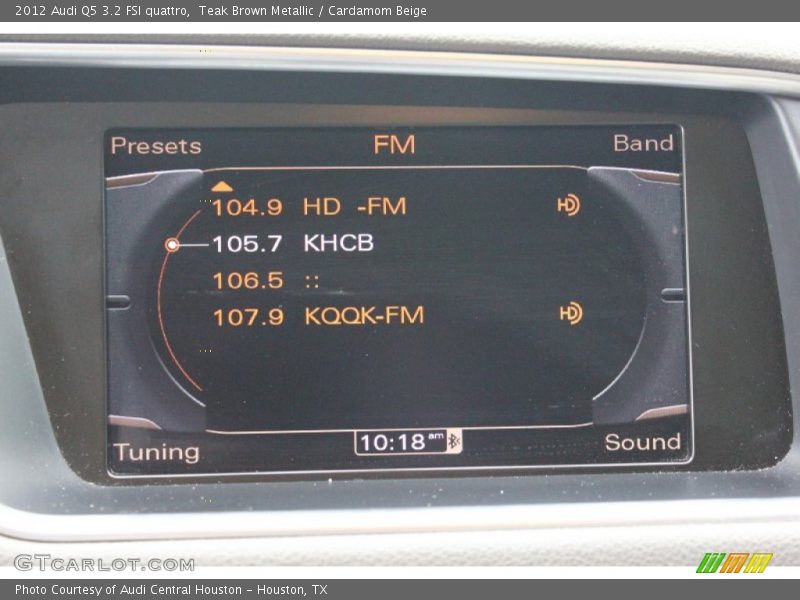 2012 Audi Q5 3.2 FSI quattro,  Teak Brown Metallic / Cardamom Beige
Presets FM Band
104.9 HD -FM HD
105.7 KHCB
106.5 ::
107.9 KQQK-FM HD
Tuning 10:18 am Sound
GTCARLOT.COM
Photo Courtesy of Audi Central Houston - Houston, TX